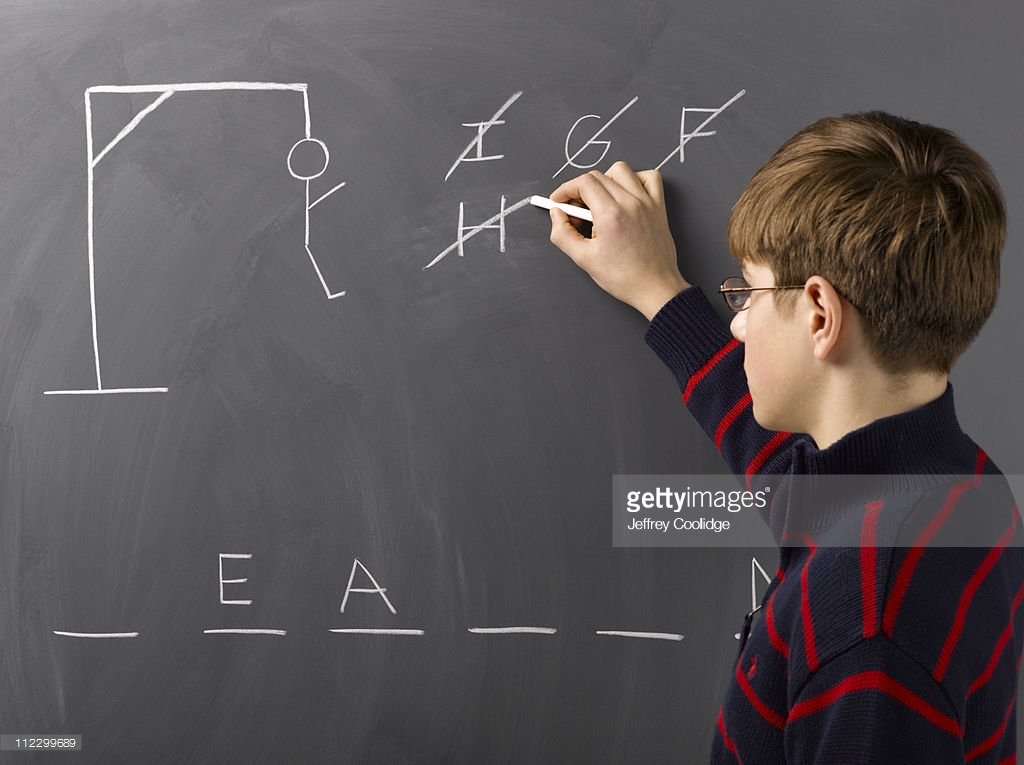 I G F
H
gettyimages®
Jeffrey Coolidge
_ E A _ _
112299689